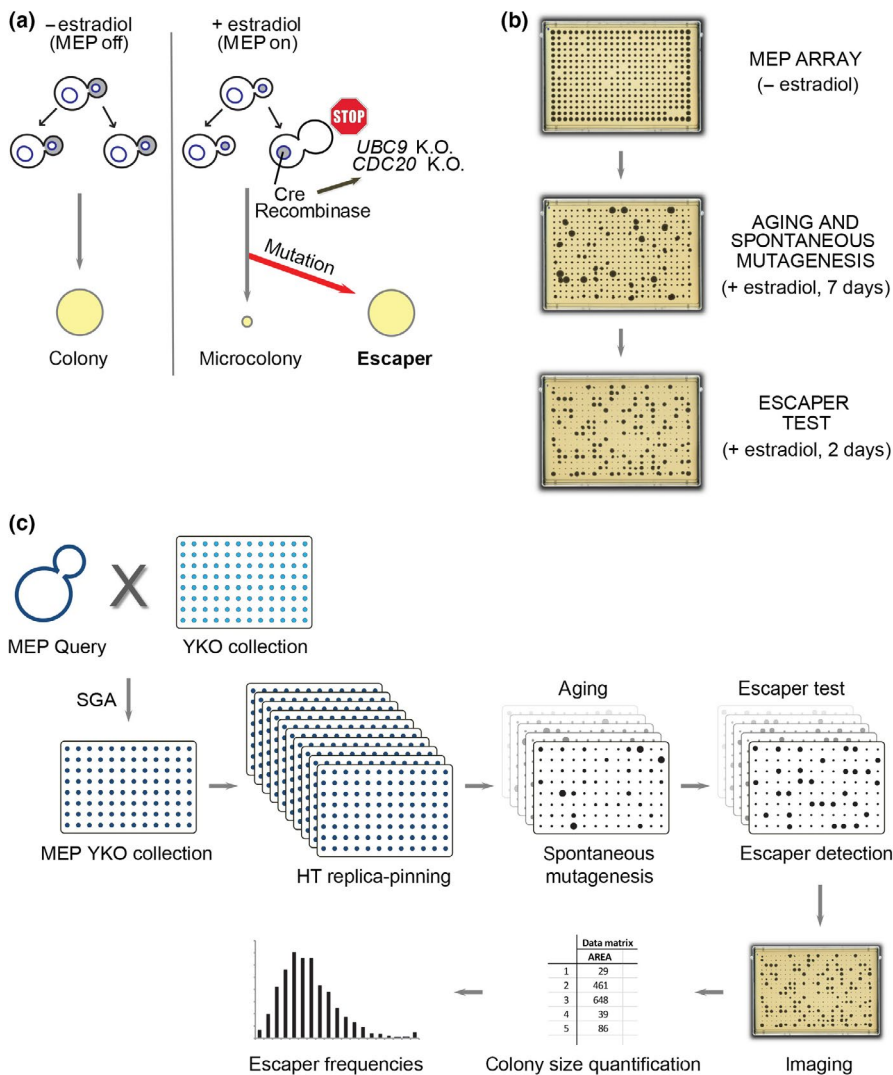 (a)
– estradiol
(MEP off)
+ estradiol
(MEP on)
STOP
UBC9 K.O.
CDC20 K.O.
Cre
Recombinase
Mutation
Colony
Microcolony
Escaper
(b)
MEP ARRAY
(– estradiol)
AGING AND
SPONTANEOUS
MUTAGENESIS
(+ estradiol, 7 days)
ESCAPER
TEST
(+ estradiol, 2 days)
(c)
X
MEP Query
YKO collection
SGA
MEP YKO collection
HT replica-pinning
Aging
Spontaneous
mutagenesis
Escaper test
Escaper detection
Escaper frequencies
Data matrix
AREA
1 29
2 461
3 648
4 39
5 86
Colony size quantification
Imaging